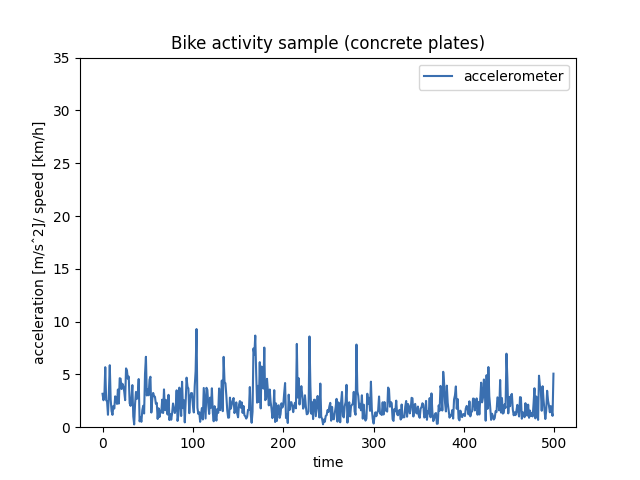 Bike activity sample (concrete plates)
accelerometer
35
30
25
20
15
10
5
0
acceleration [m/sˆ2]/ speed [km/h]
0 100 200 300 400 500
time